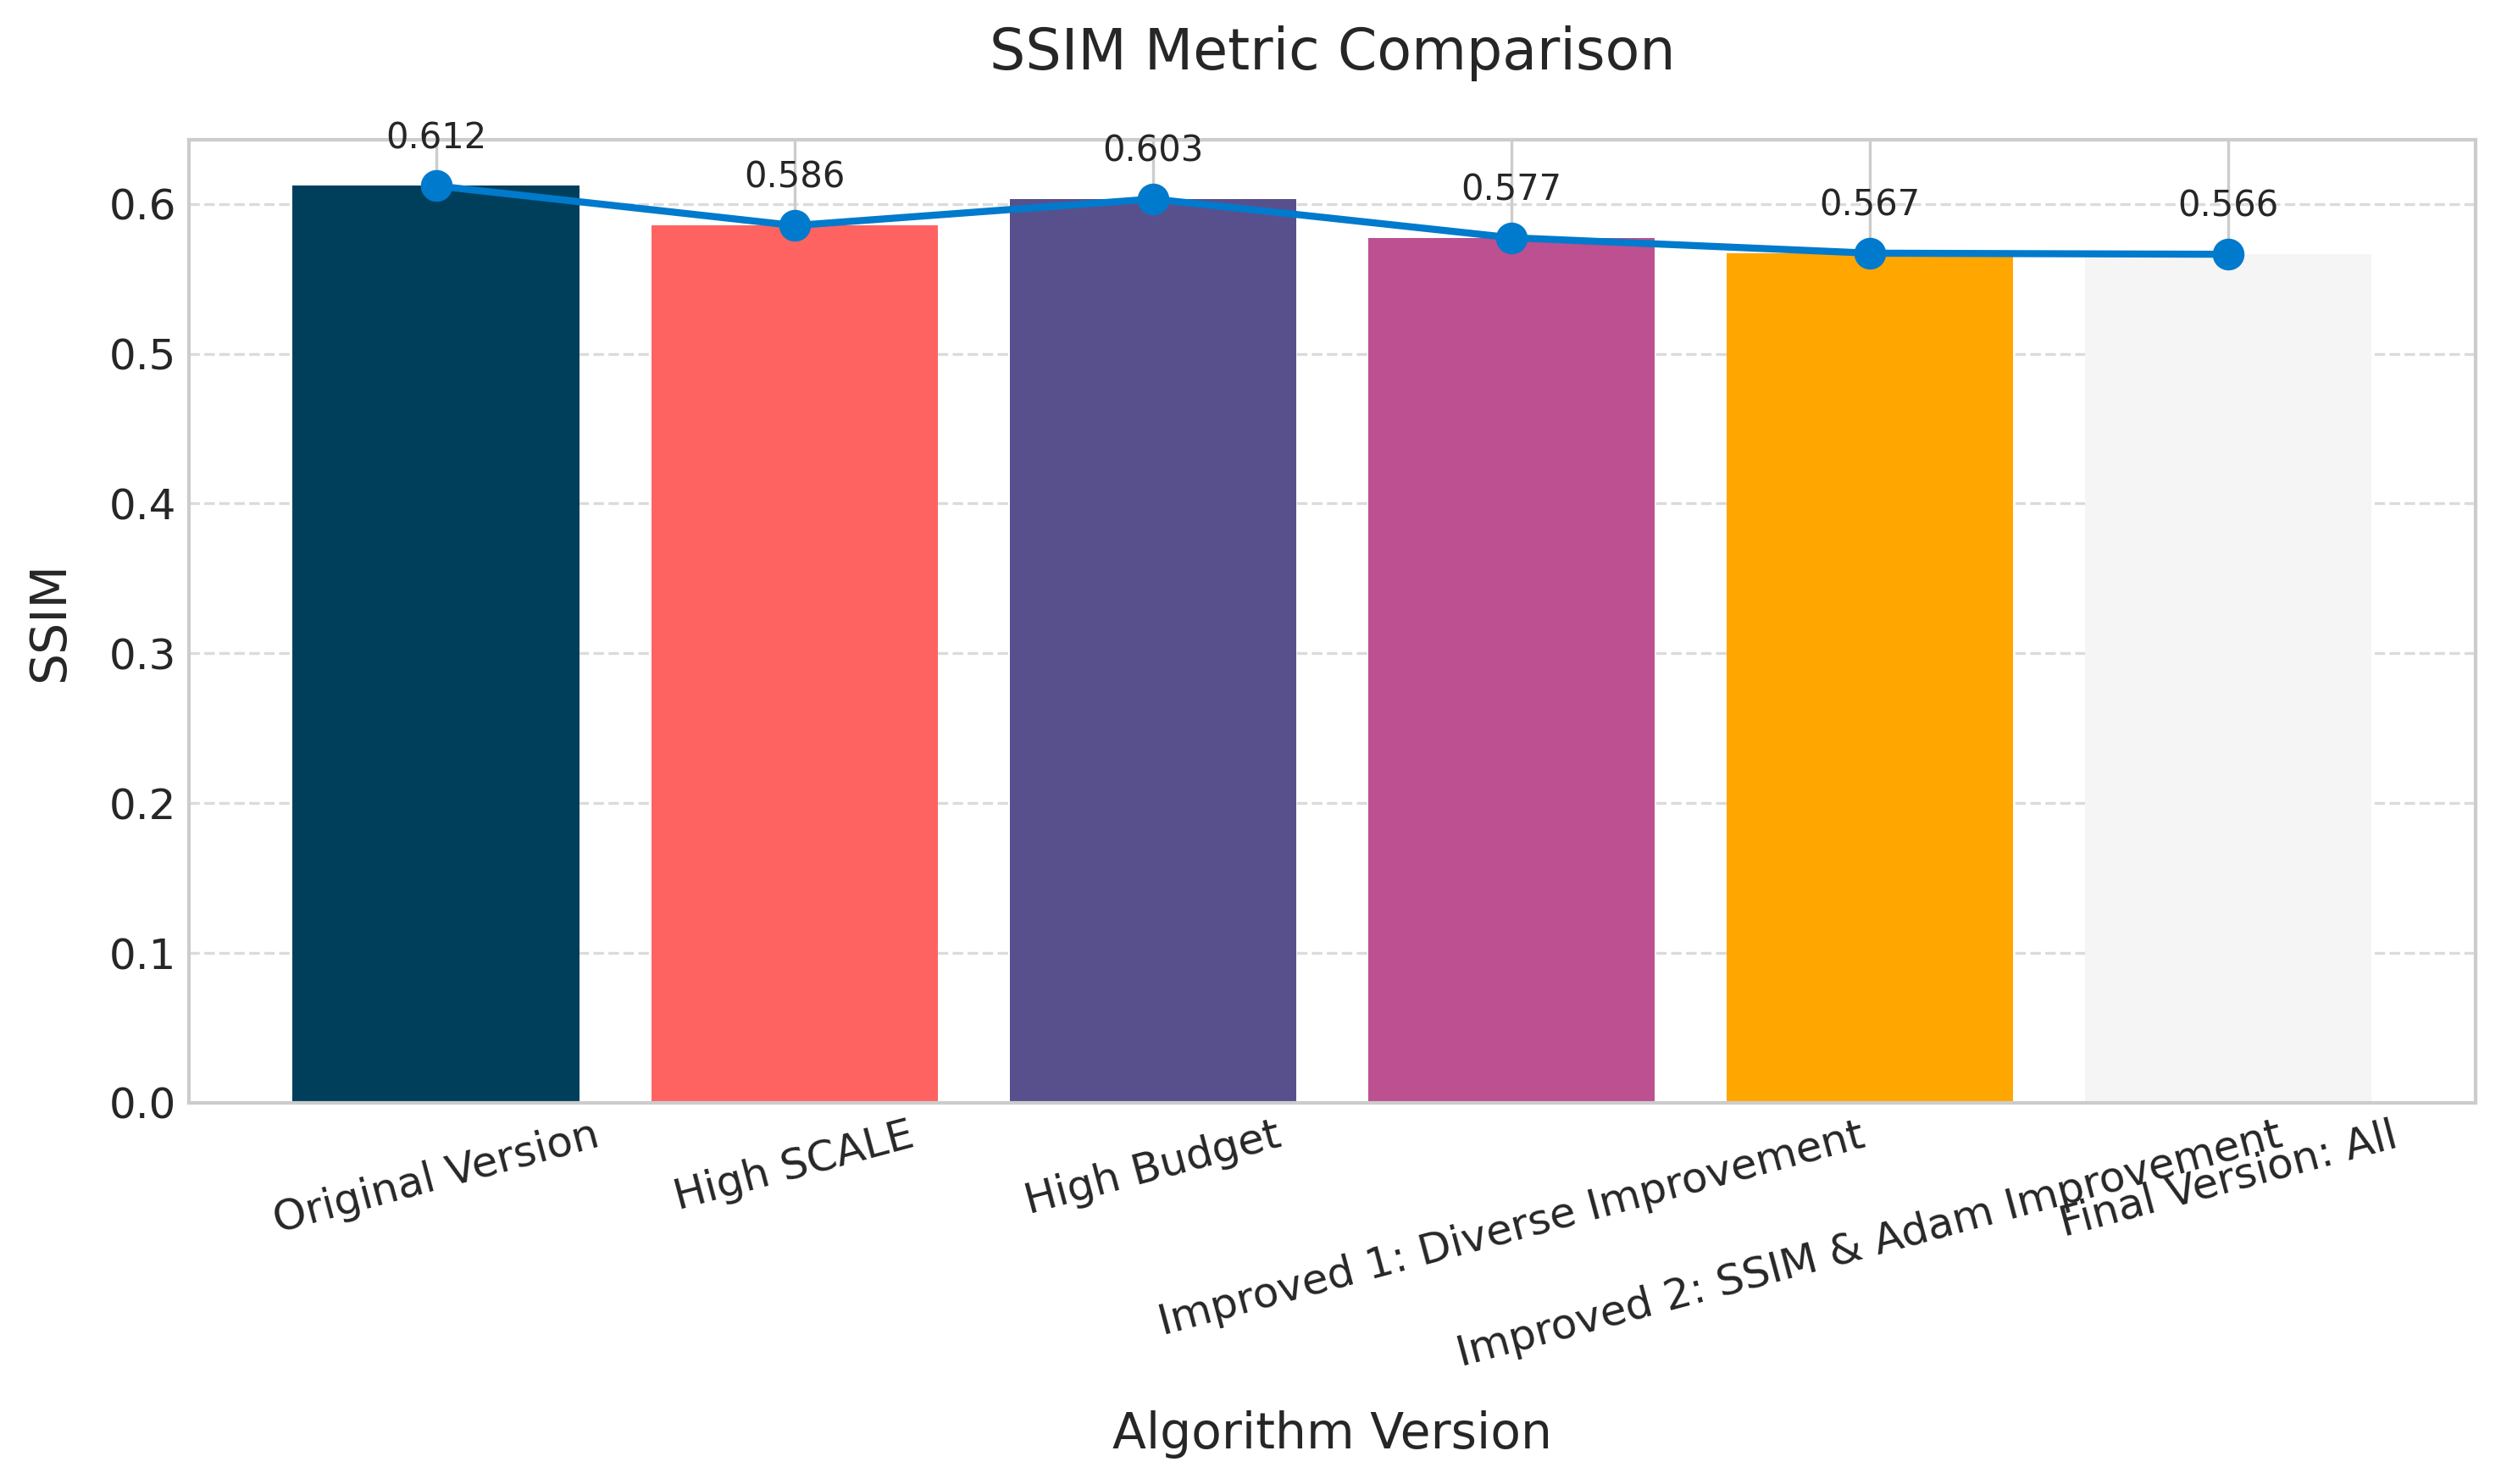 SSIM Metric Comparison
0.612
0.586
0.603
0.577
0.567
0.566
0.6
0.5
0.4
0.3
0.2
0.1
0.0
SSIM
Original Version
High SCALE
High Budget
Improved 1: Diverse Improvement
Improved 2: SSIM & Adam Improvement
Final Version: All
Algorithm Version